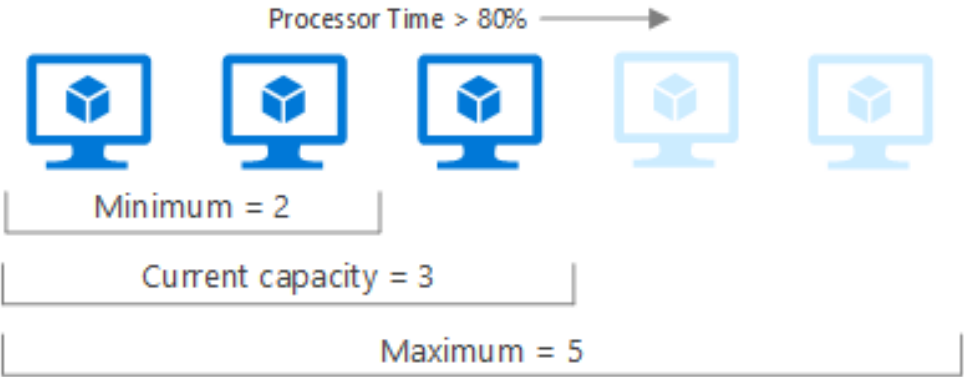 Processor Time > 80%
Minimum = 2
Current capacity = 3
Maximum = 5